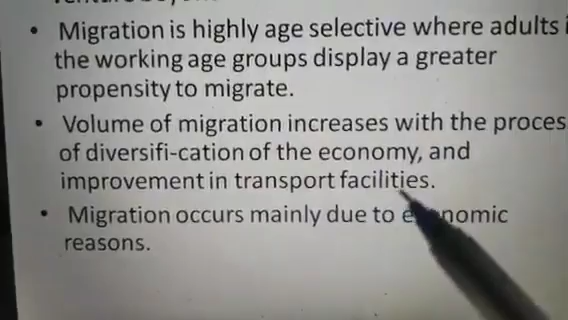 • Migration is highly age selective where adults
the working age groups display a greater
propensity to migrate.
• Volume of migration increases with the proces
of diversifi-cation of the economy, and
improvement in transport facilities.
• Migration occurs mainly due to economic
reasons.